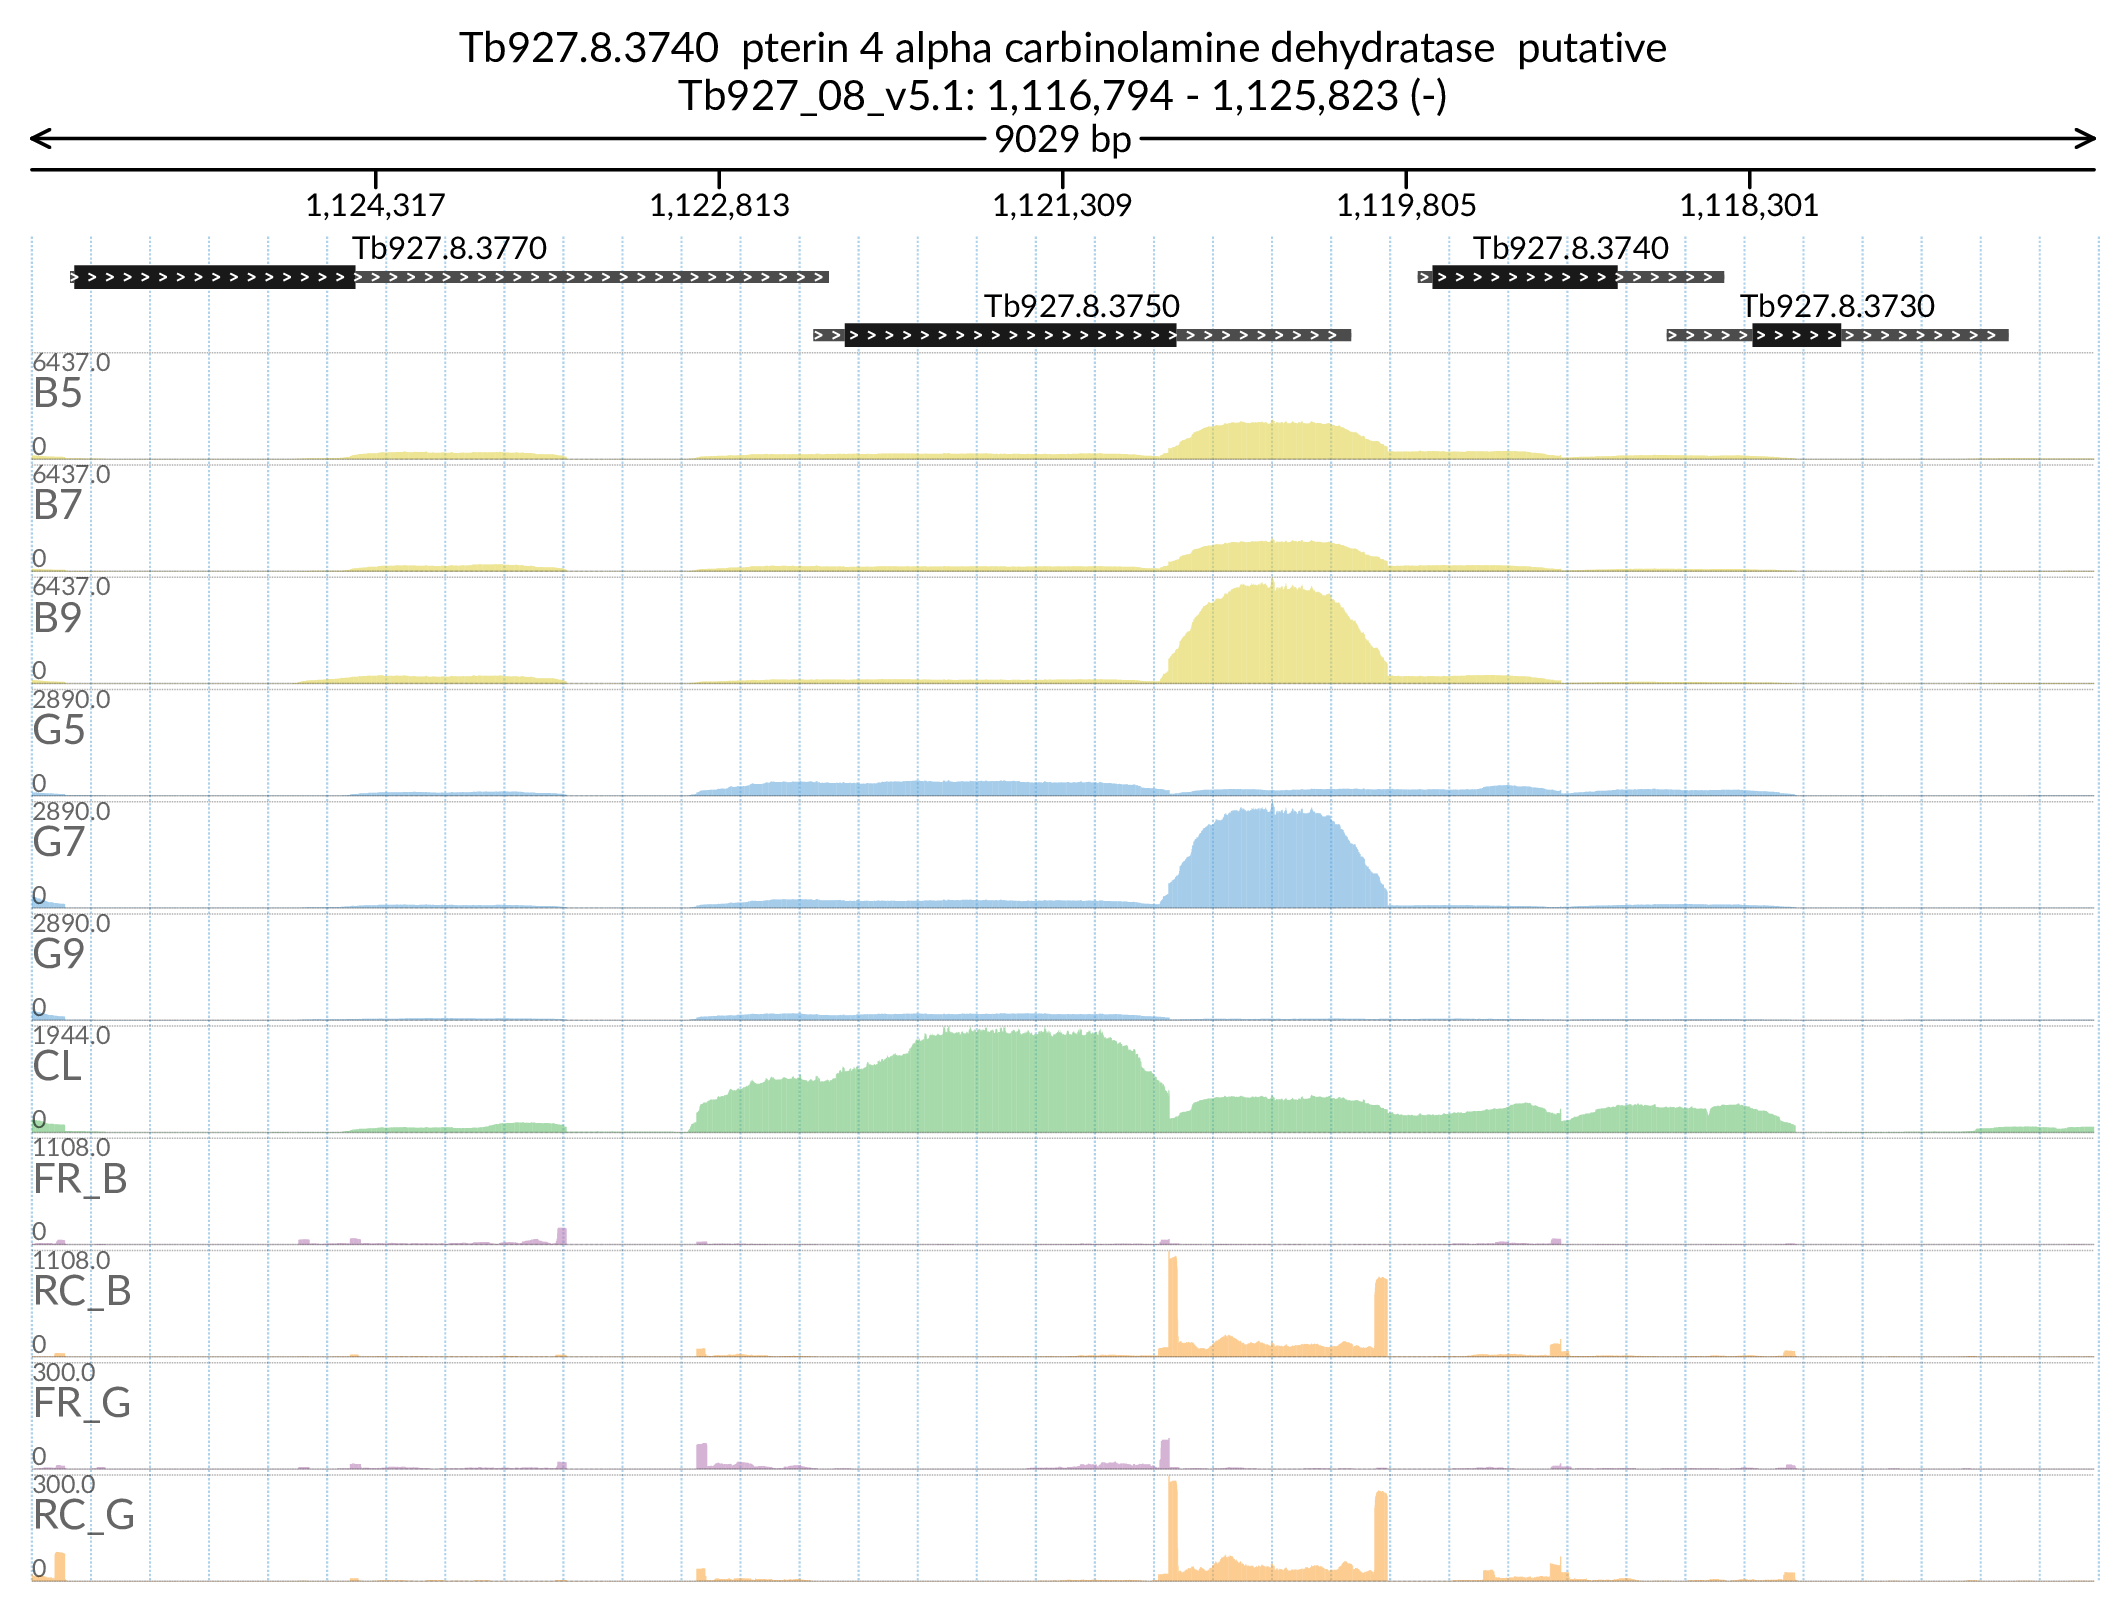 Tb927.8.3740  pterin 4 alpha carbinolamine dehydratase  putative
Tb927_08_v5.1: 1,116,794 - 1,125,823 (-)
9029 bp
1,124,317 1,122,813 1,121,309 1,119,805 1,118,301
Tb927.8.3770 Tb927.8.3740
Tb927.8.3750 Tb927.8.3730
6437.0
B5
0
6437.0
B7
0
6437.0
B9
0
2890.0
G5
0
2890.0
G7
0
2890.0
G9
0
1944.0
CL
0
1108.0
FR_B
0
1108.0
RC_B
0
300.0
FR_G
0
300.0
RC_G
0